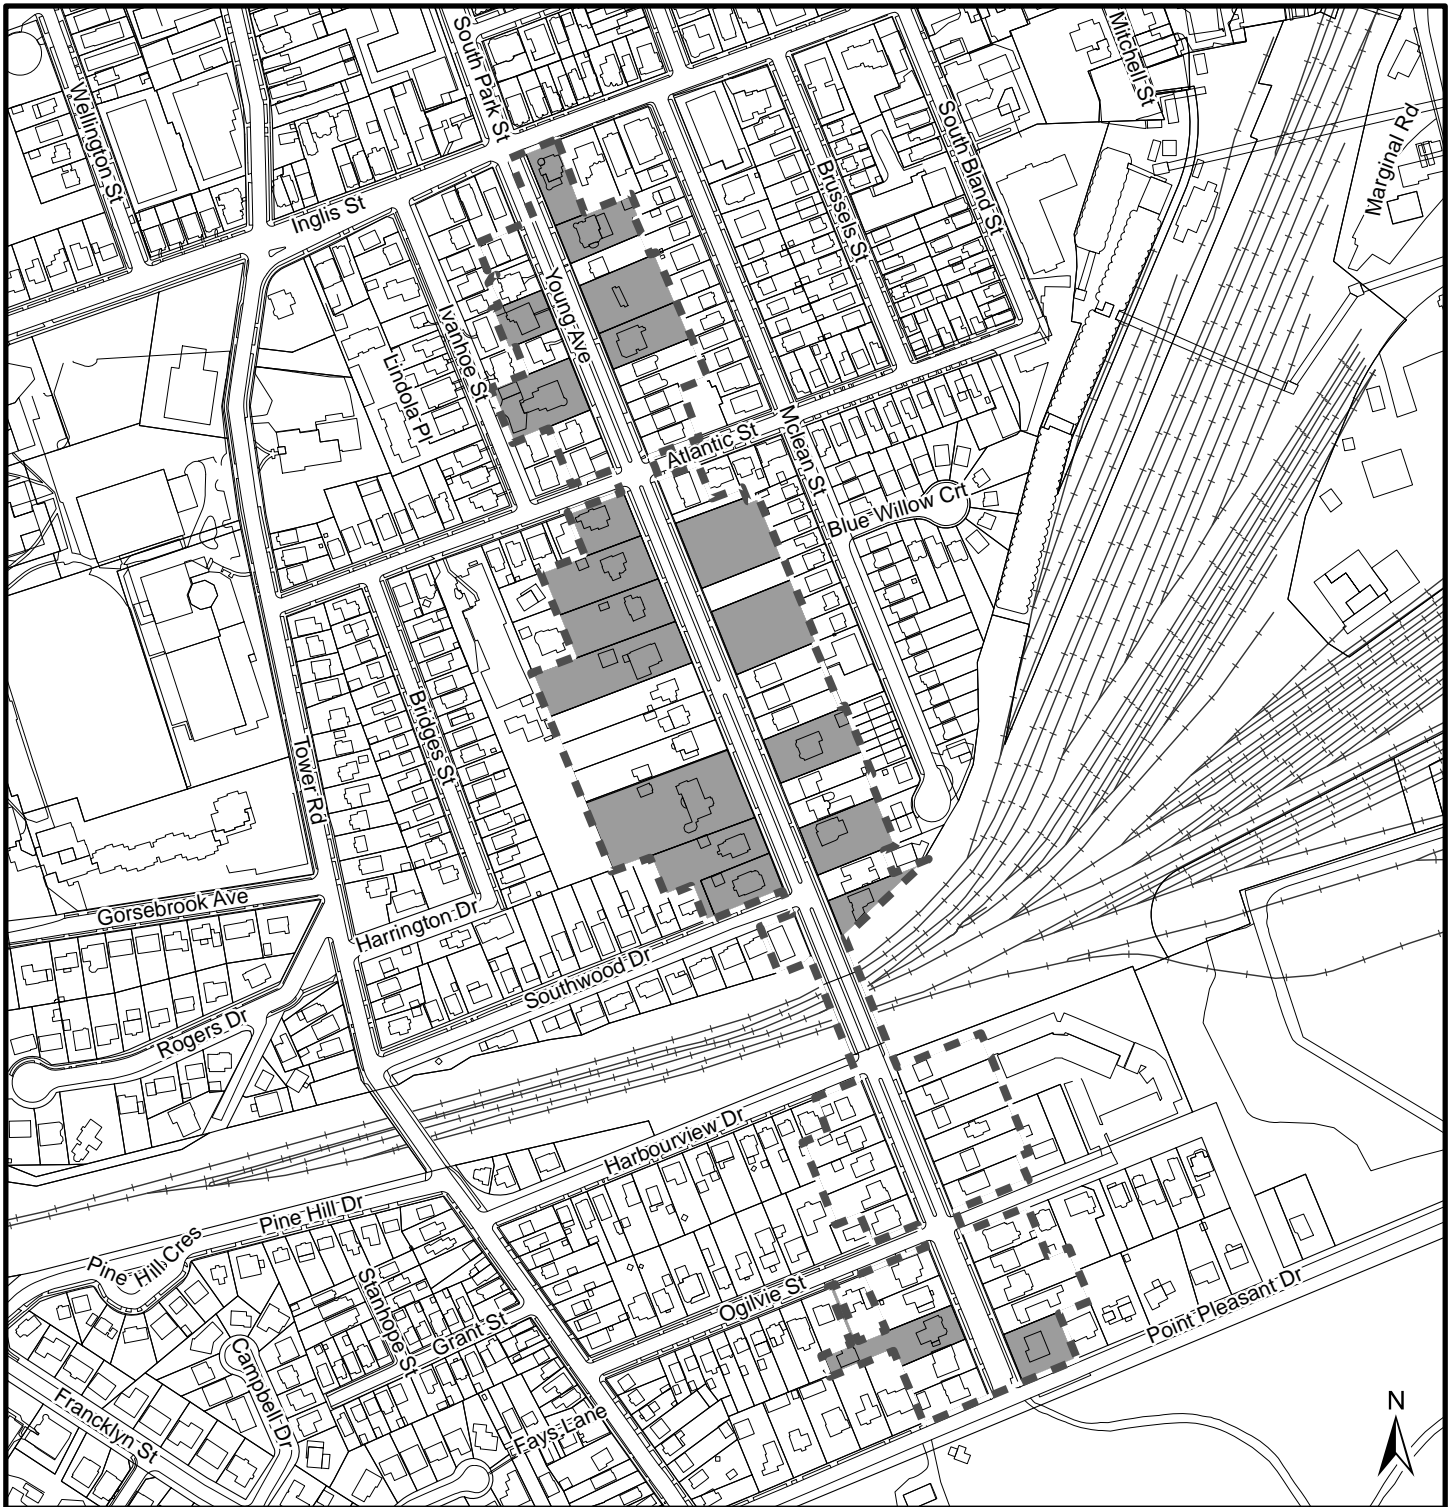 South Park St
Mitchell St
Wellington St
South Bland St
Marginal Rd
Brussels St
Inglis St
Young Ave
Ivanhoe St
Lindola Pl
Mclean St
Atlantic St
Blue Willow Crt
Bridges St
Tower Rd
Gorsebrook Ave
Harrington Dr
Southwood Dr
Rogers Dr
Harbourview Dr
Pine Hill Dr
Pine Hill Cres
Stanhope St
Ogilvie St
Point Pleasant Dr
Grant St
Campbell Dr
Francklyn St
Fays Lane
N